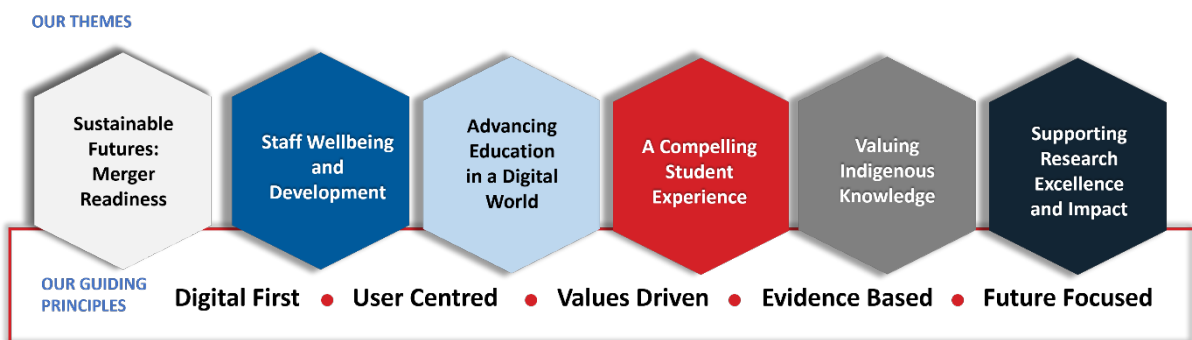 OUR THEMES
Sustainable
Futures:
Merger
Readiness
Staff Wellbeing
and
Development
Advancing
Education
in a Digital
World
A Compelling
Student
Experience
Valuing
Indigenous
Knowledge
Supporting
Research
Excellence
and Impact
OUR GUIDING
PRINCIPLES
Digital First • User Centred • Values Driven • Evidence Based • Future Focused